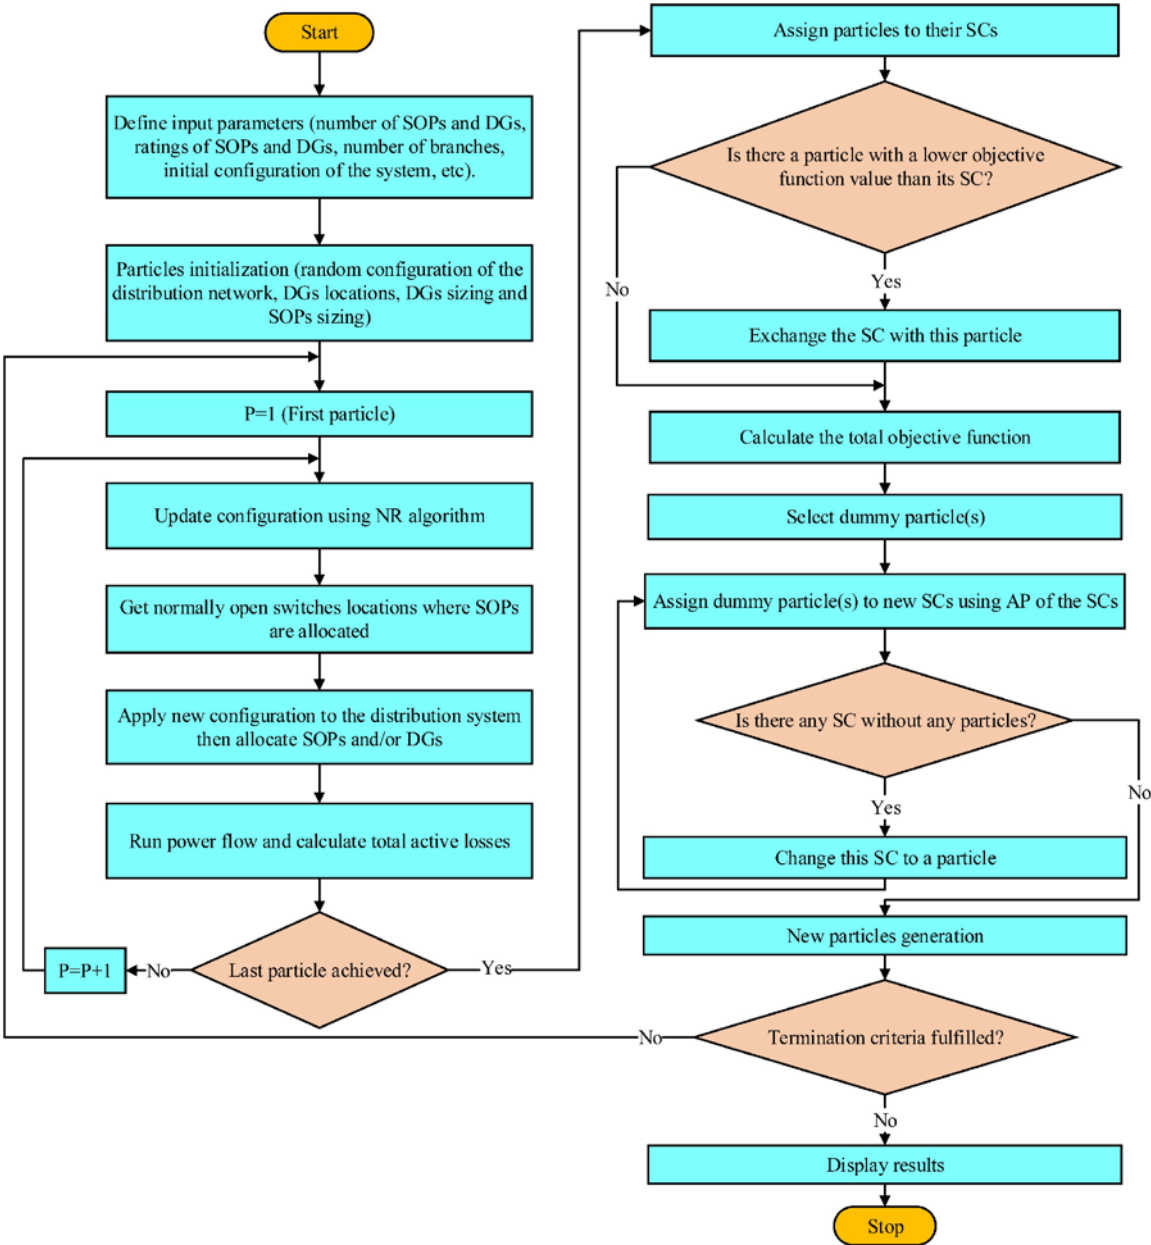 Start
Define input parameters (number of SOPs and DGs,
ratings of SOPs and DGs, number of branches,
initial configuration of the system, etc).
Particles initialization (random configuration of the
distribution network, DGs locations, DGs sizing and
SOPs sizing)
P=1 (First particle)
Update configuration using NR algorithm
Get normally open switches locations where SOPs
are allocated
Apply new configuration to the distribution system
then allocate SOPs and/or DGs
Run power flow and calculate total active losses
Last particle achieved?
No
P=P+1
Yes
Assign particles to their SCs
Is there a particle with a lower objective
function value than its SC?
No
Yes
Exchange the SC with this particle
Calculate the total objective function
Select dummy particle(s)
Assign dummy particle(s) to new SCs using AP of the SCs
Is there any SC without any particles?
No
Yes
Change this SC to a particle
New particles generation
Termination criteria fulfilled?
No
No
Display results
Stop